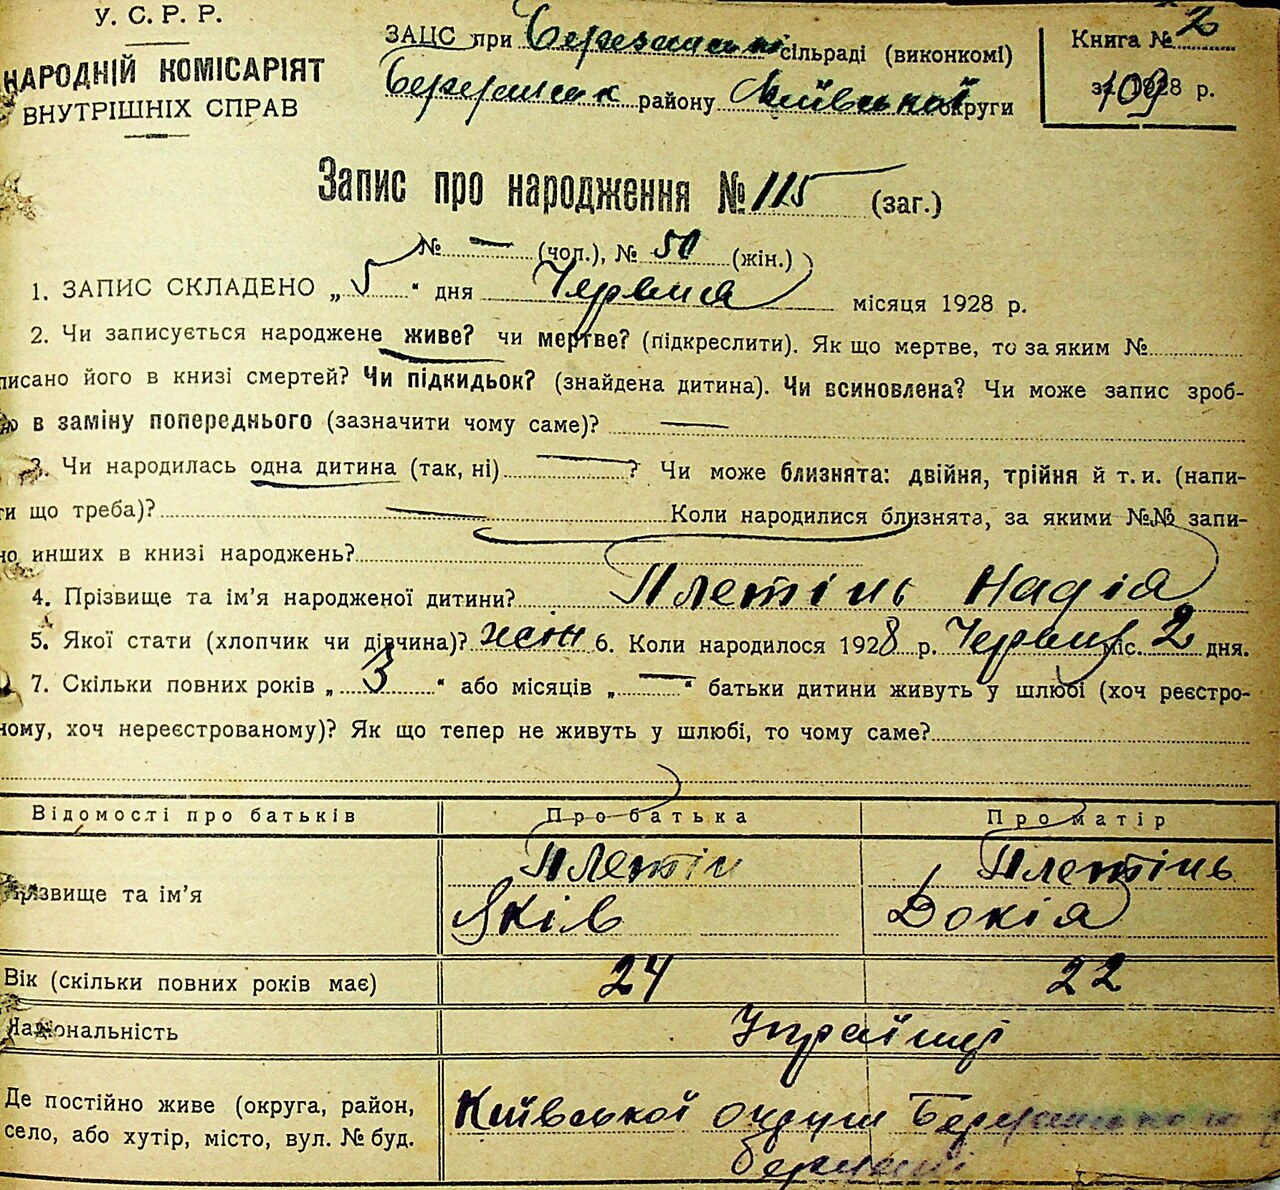 У. С. Р. Р.
НАРОДНІЙ КОМІСАРІЯТ
ВНУТРІШНІХ СПРАВ
ЗАЦС при Березанські сільраді (виконкомі)
району Київської округи
Книга № 2
1928 р.
109
Запис про народження № 115 (заг.)
№ — (чол.), № 50 (жін.)
1. ЗАПИС СКЛАДЕНО „ 5 “ дня Червня місяця 1928 р.
2. Чи записується народжене живе? чи мертве? (підкреслити). Як що мертве, то за яким №
писано його в книзі смертей? Чи підкидьок? (знайдена дитина). Чи всиновлена? Чи може запис зроб-
но в заміну попереднього (зазначити чому саме)? —
3. Чи народилась одна дитина (так, ні) — ? Чи може близнята: двійня, трійня й т. и. (напи-
ти що треба)? — Коли народилися близнята, за якими №№ запи-
но инших в книзі народжень?
4. Прізвище та ім’я народженої дитини? Плетінь Надія
5. Якої стати (хлопчик чи дівчина)? жін 6. Коли народилося 1928 р. Червня міс. 2 дня.
7. Скільки повних років „ 3 “ або місяців „ — “ батьки дитини живуть у шлюбі (хоч реєстро-
ному, хоч нереєстрованому)? Як що тепер не живуть у шлюбі, то чому саме?
Відомості про батьків Про батька Про матір
Прізвище та ім’я
Плетін Плетінь
Яків Докія
Вік (скільки повних років має) 24 22
Національність Українці
Де постійно живе (округа, район,
село, або хутір, місто, вул. № буд.
Київської округи